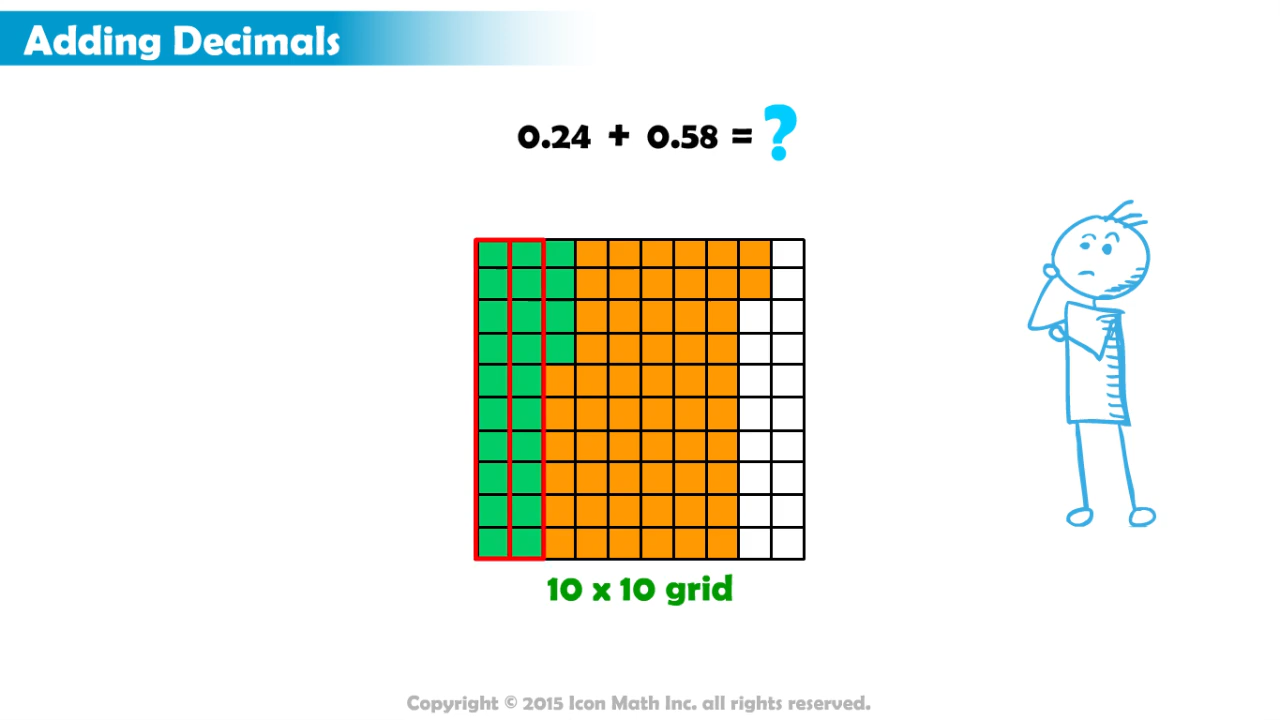 Adding Decimals
0.24 + 0.58 = ?
10 x 10 grid
Copyright © 2015 Icon Math Inc. all rights reserved.